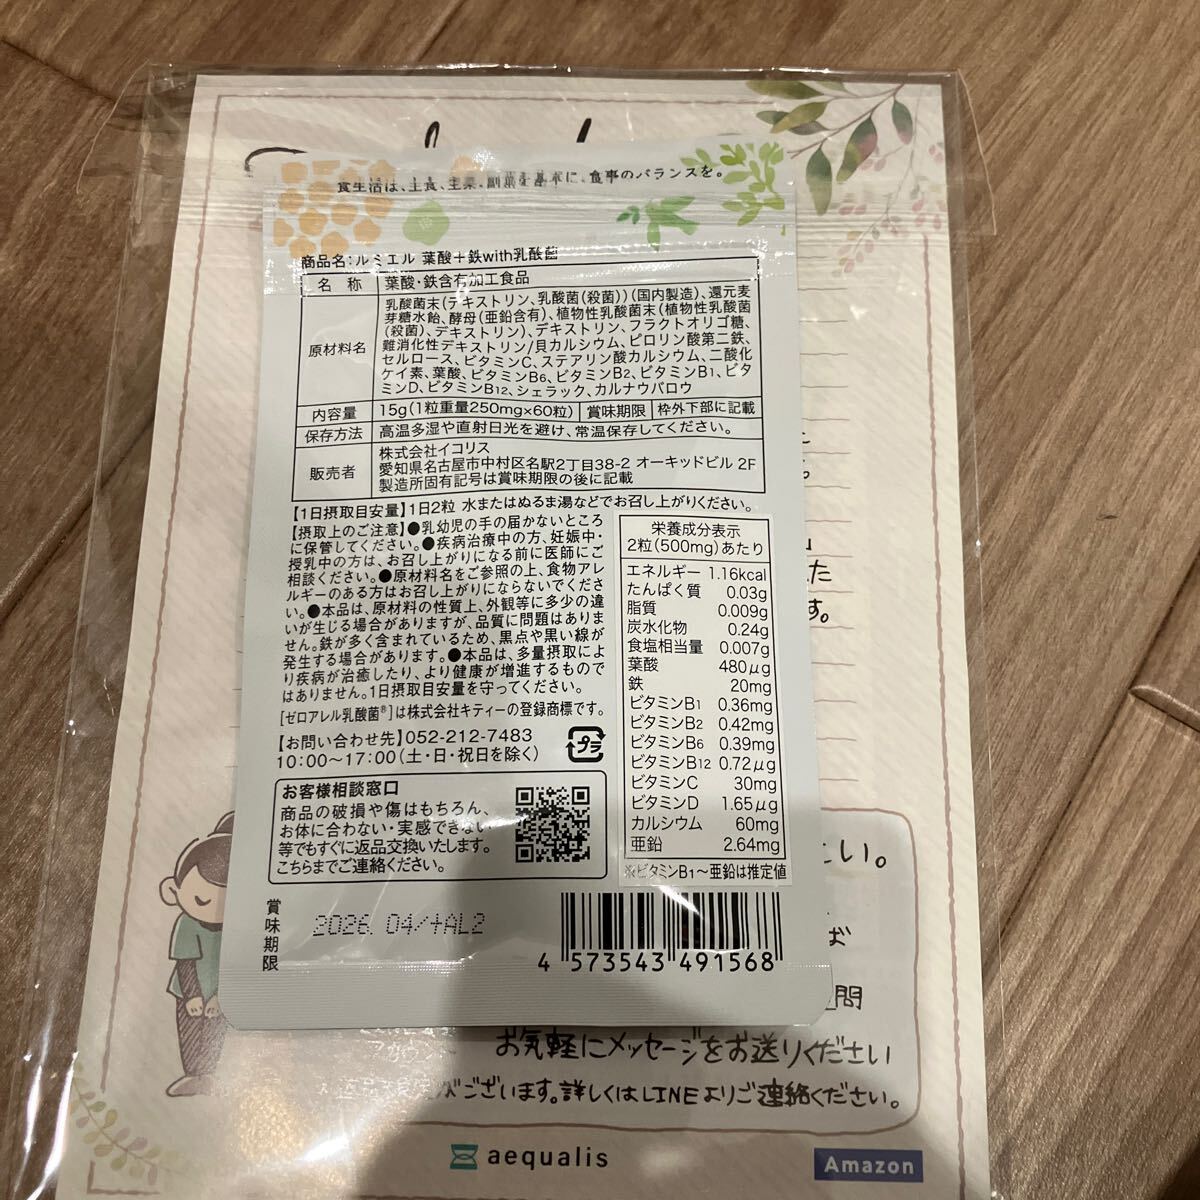 食生活は、主食、主菜、副菜を基本に、食事のバランスを。
商品名:ルミエル 葉酸+鉄with乳酸菌
名 称 葉酸・鉄含有加工食品
原材料名
乳酸菌末(デキストリン、乳酸菌(殺菌))(国内製造)、還元麦
芽糖水飴、酵母(亜鉛含有)、植物性乳酸菌末(植物性乳酸菌
(殺菌)、デキストリン)、デキストリン、フラクトオリゴ糖、
難消化性デキストリン/貝カルシウム、ピロリン酸第二鉄、
セルロース、ビタミンC、ステアリン酸カルシウム、二酸化
ケイ素、葉酸、ビタミンB6、ビタミンB2、ビタミンB1、ビタ
ミンD、ビタミンB12、シェラック、カルナウバロウ
内容量 15g(1粒重量250mg×60粒) 賞味期限 枠外下部に記載
保存方法 高温多湿や直射日光を避け、常温保存してください。
販売者
株式会社イコリス
愛知県名古屋市中村区名駅2丁目38-2 オーキッドビル 2F
製造所固有記号は賞味期限の後に記載
【1日摂取目安量】1日2粒 水またはぬるま湯などでお召し上がりください。
【摂取上のご注意】●乳幼児の手の届かないところ
に保管してください。●疾病治療中の方、妊娠中・
授乳中の方は、お召し上がりになる前に医師にご
相談ください。●原材料名をご参照の上、食物アレ
ルギーのある方はお召し上がりにならないでくださ
い。●本品は、原材料の性質上、外観等に多少の違
いが生じる場合がありますが、品質に問題はありま
せん。鉄が多く含まれているため、黒点や黒い線が
発生する場合があります。●本品は、多量摂取によ
り疾病が治癒したり、より健康が増進するもので
はありません。1日摂取目安量を守ってください。
[ゼロアレル乳酸菌®]は株式会社キティーの登録商標です。
【お問い合わせ先】052-212-7483
10:00〜17:00(土・日・祝日を除く)
プラ
お客様相談窓口
商品の破損や傷はもちろん、
お体に合わない・実感できない
等でもすぐに返品交換いたします。
こちらまでご連絡ください。
栄養成分表示
2粒(500mg)あたり
エネルギー 1.16kcal
たんぱく質 0.03g
脂質 0.009g
炭水化物 0.24g
食塩相当量 0.007g
葉酸 480μg
鉄 20mg
ビタミンB1 0.36mg
ビタミンB2 0.42mg
ビタミンB6 0.39mg
ビタミンB12 0.72μg
ビタミンC 30mg
ビタミンD 1.65μg
カルシウム 60mg
亜鉛 2.64mg
※ビタミンB1〜亜鉛は推定値
賞味期限
2026. 04/+AL2
4 573543 491568
た
す。
い。
ば
問
お気軽にメッセージをお送りください
ございます。詳しくはLINEよりご連絡ください。
aequalis
Amazon